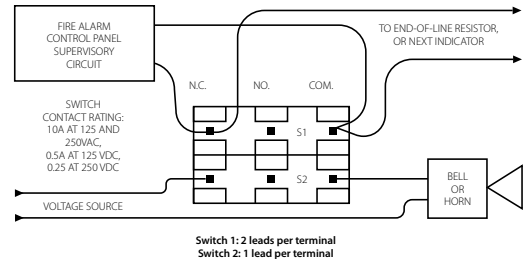 FIRE ALARM
CONTROL PANEL
SUPERVISORY
CIRCUIT
TO END-OF-LINE RESISTOR,
OR NEXT INDICATOR
N.C.
NO.
COM.
SWITCH
CONTACT RATING:
10A AT 125 AND
250VAC,
0.5A AT 125 VDC,
0.25 AT 250 VDC
S1
S2
BELL
OR
HORN
VOLTAGE SOURCE
Switch 1: 2 leads per terminal
Switch 2: 1 lead per terminal